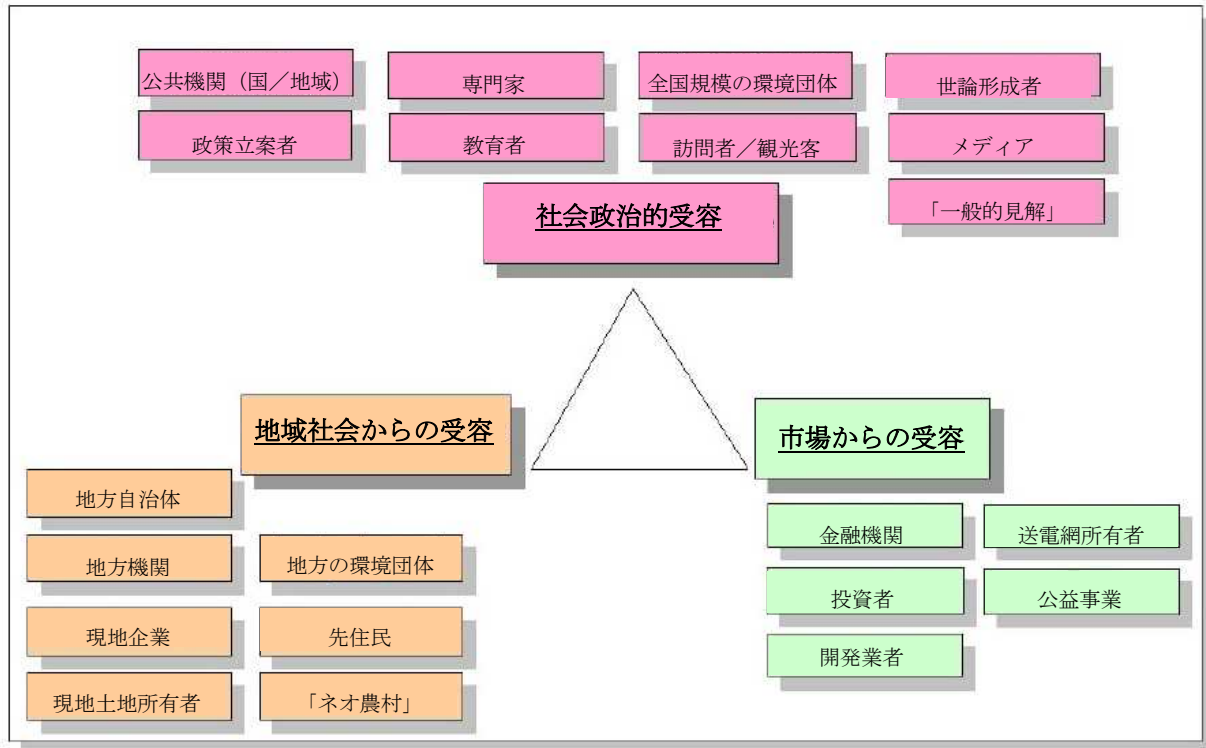 公共機関（国／地域）
専門家
全国規模の環境団体
世論形成者
政策立案者
教育者
訪問者／観光客
メディア
「一般的見解」
社会政治的受容
地域社会からの受容
市場からの受容
地方自治体
地方機関
地方の環境団体
現地企業
先住民
現地土地所有者
「ネオ農村」
金融機関
送電網所有者
投資者
公益事業
開発業者